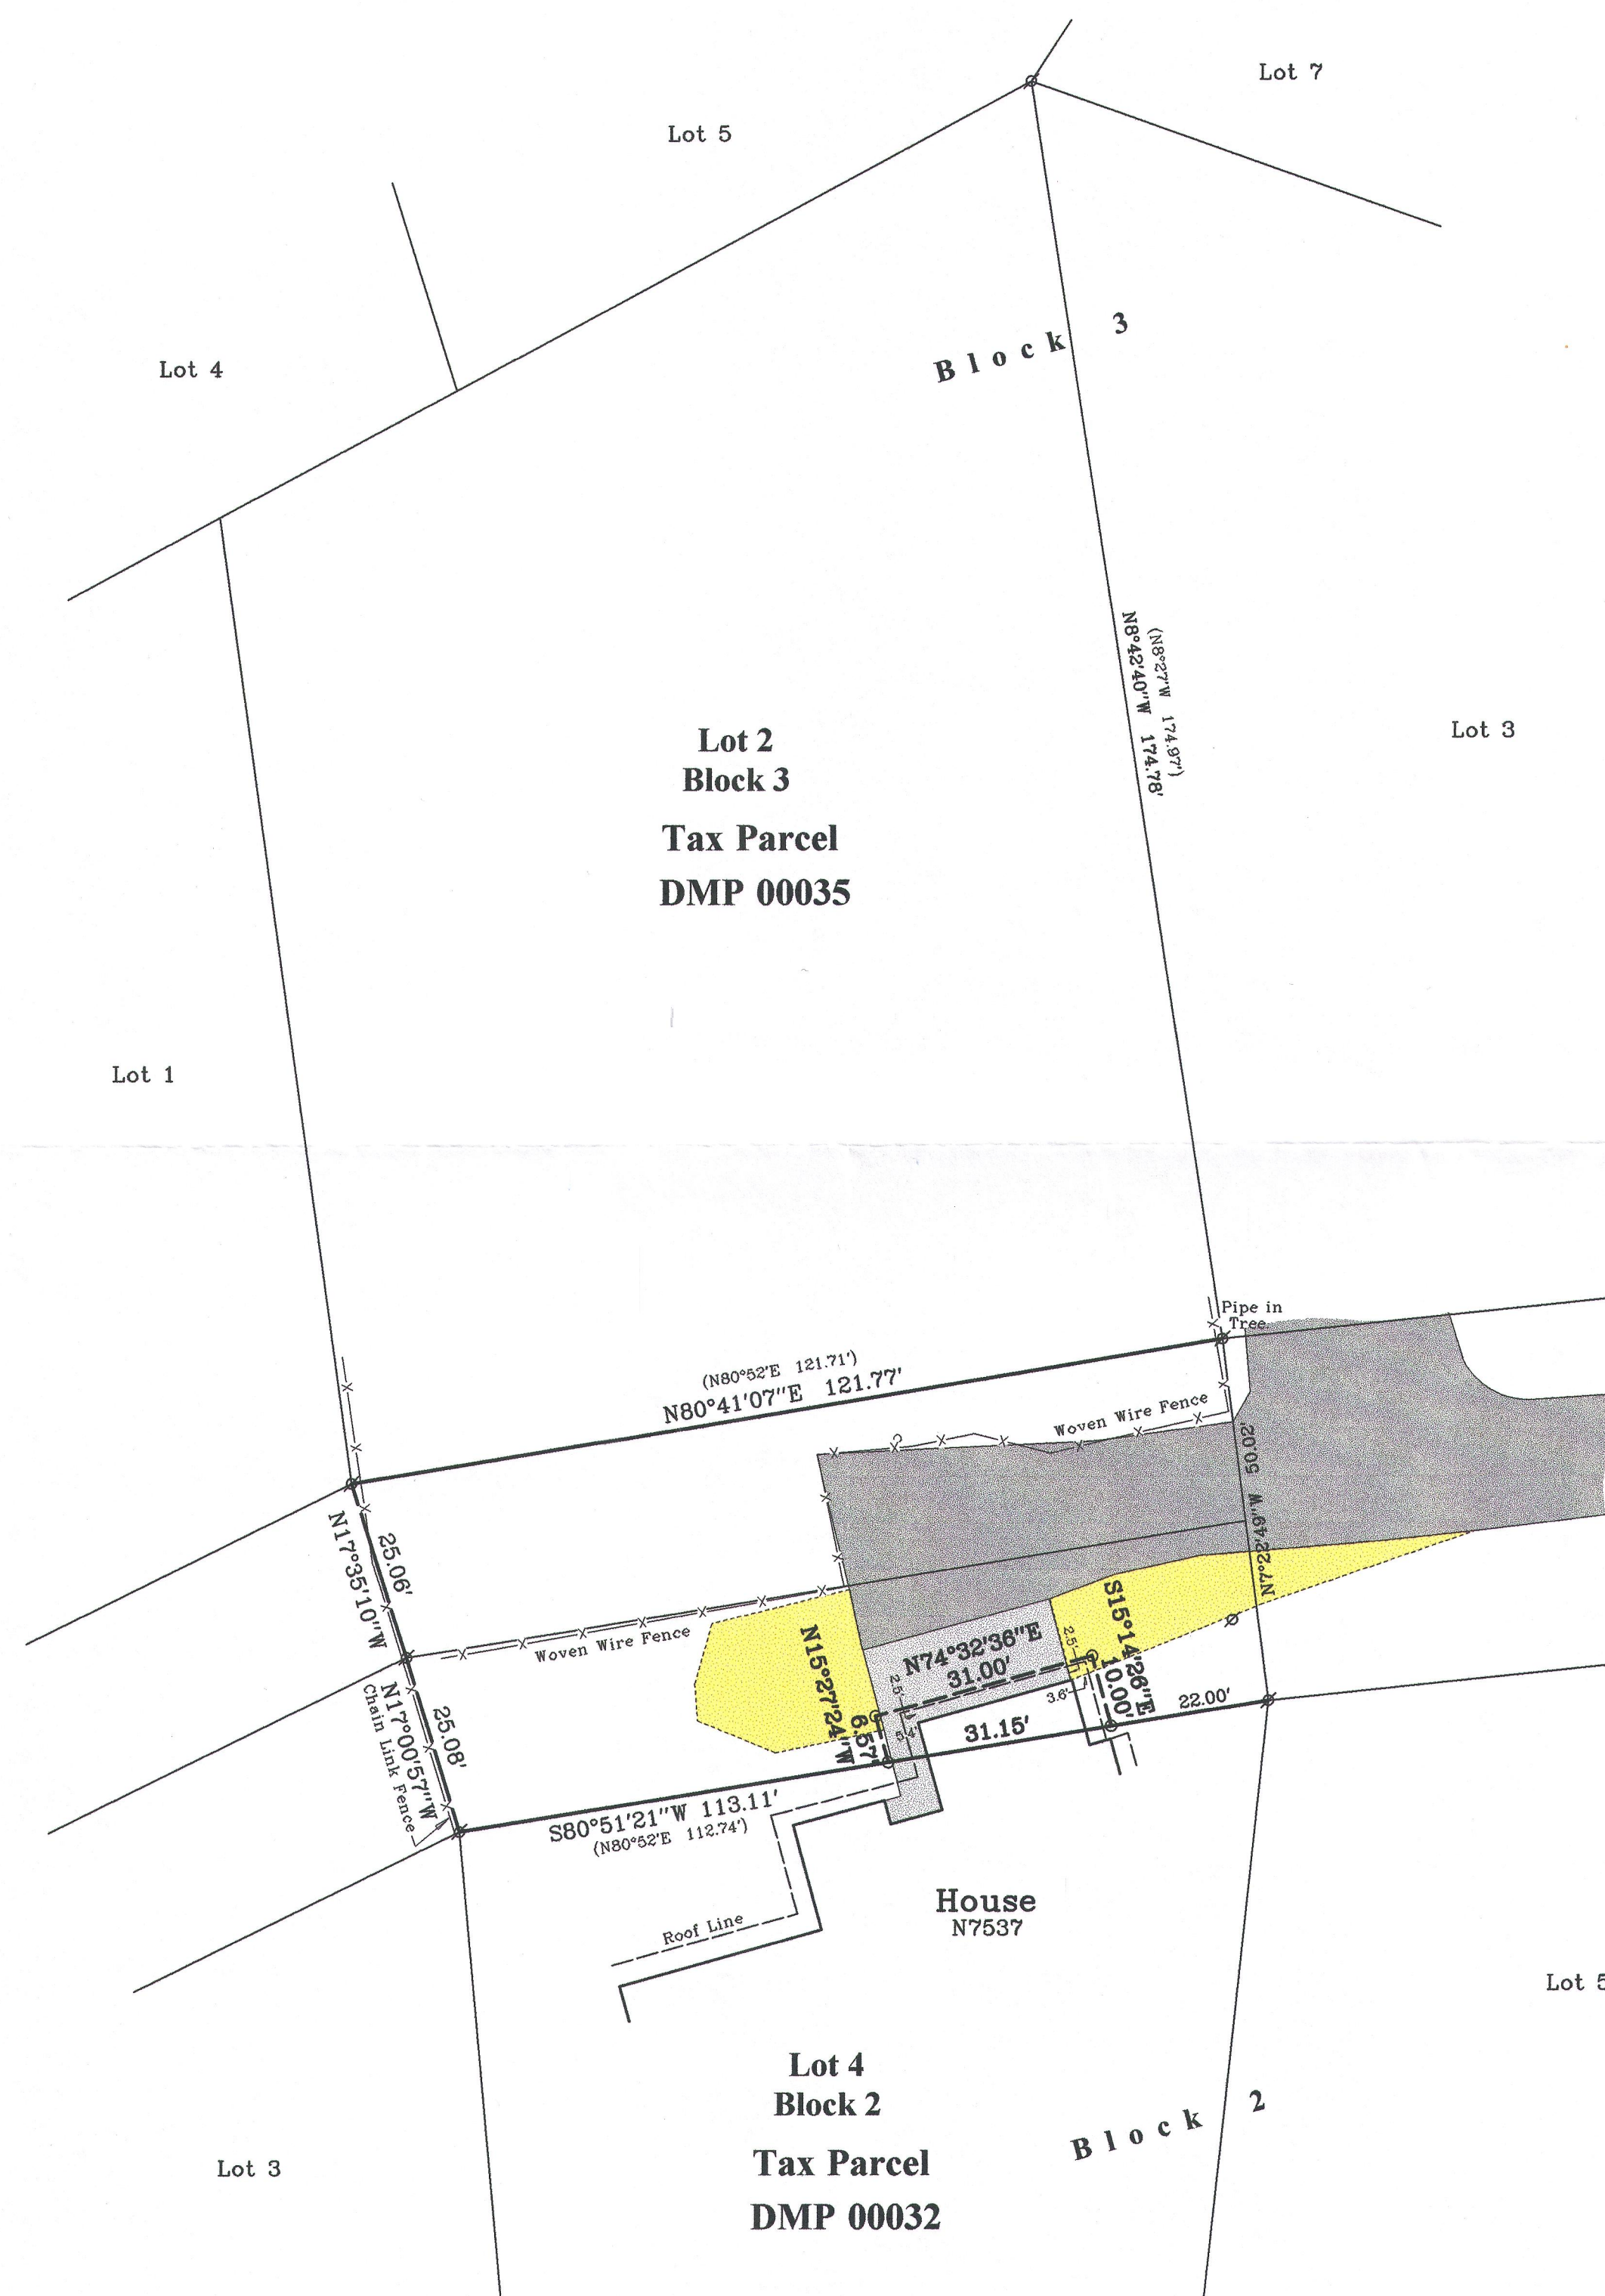 Lot 7
Lot 5
Block 3
Lot 4
(N8°27'W 174.97')
N8°42'40"W 174.78'
Lot 3
Lot 2
Block 3
Tax Parcel
DMP 00035
Lot 1
Pipe in
Tree
(N80°52'E 121.71')
N80°41'07"E 121.77'
Woven Wire Fence
?
N7°22'49"W 50.02'
25.06'
N17°35'10"W
Woven Wire Fence
N15°27'24"W
6.57'
N74°32'36"E
31.00'
S15°14'26"E
10.00'
2.5'
2.5'
3.6'
5.4'
22.00'
31.15'
25.08'
N17°00'57"W
Chain Link Fence
S80°51'21"W 113.11'
(N80°52'E 112.74')
House
N7537
Roof Line
Lot 5
Lot 4
Block 2
Block 2
Tax Parcel
DMP 00032
Lot 3